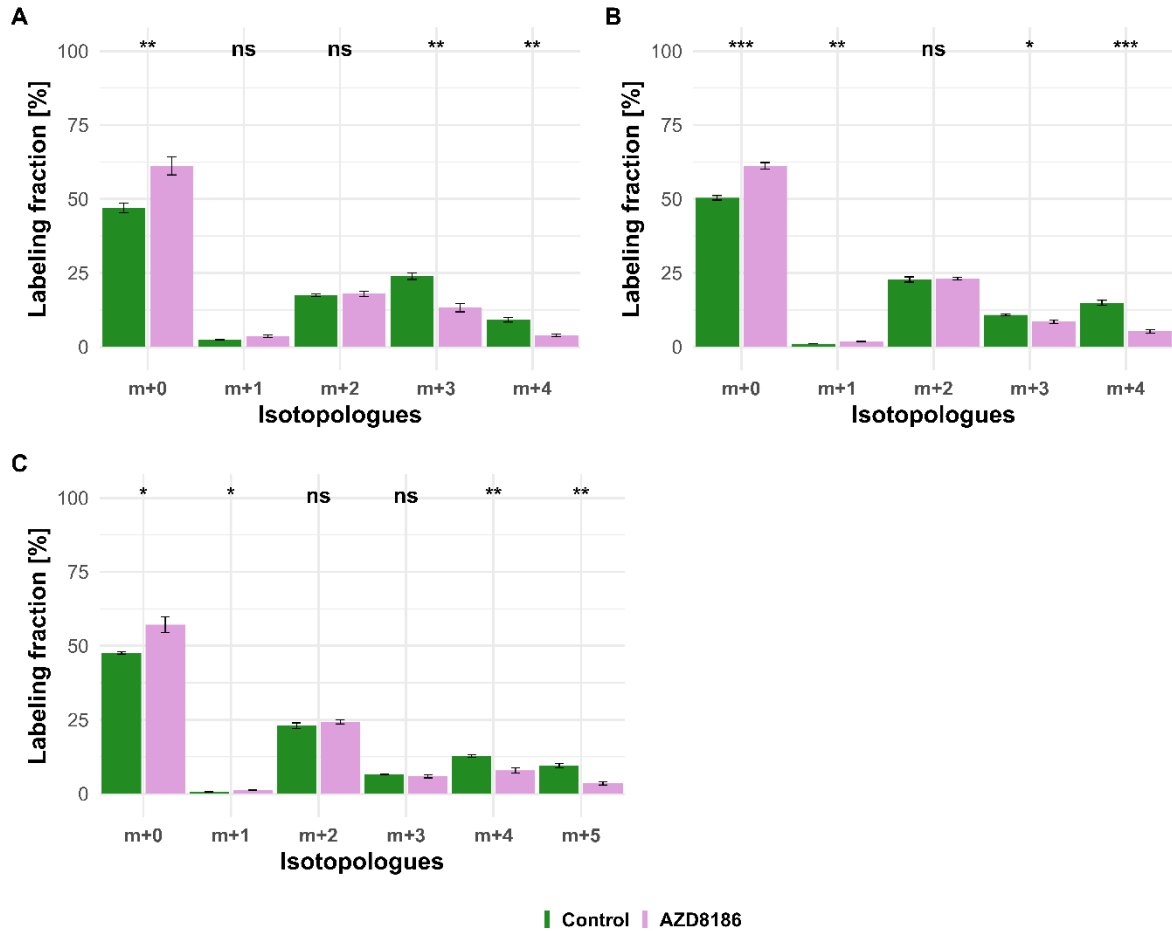 A
** ns ns ** **
100
75
50
25
0
Labeling fraction [%]
m+0 m+1 m+2 m+3 m+4
Isotopologues
B
*** ** ns * ***
100
75
50
25
0
Labeling fraction [%]
m+0 m+1 m+2 m+3 m+4
Isotopologues
C
* * ns ns ** **
100
75
50
25
0
Labeling fraction [%]
m+0 m+1 m+2 m+3 m+4 m+5
Isotopologues
Control AZD8186